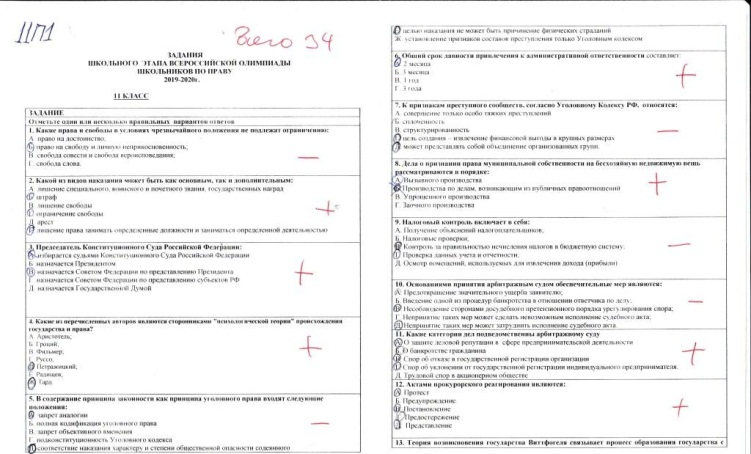 11П1
Всего 34
ЗАДАНИЯ
ШКОЛЬНОГО ЭТАПА ВСЕРОССИЙСКОЙ ОЛИМПИАДЫ
ШКОЛЬНИКОВ ПО ПРАВУ
2019-2020г.
11 КЛАСС
ЗАДАНИЕ
Отметьте один или несколько правильных вариантов ответов
1. Какие права и свободы в условиях чрезвычайного положения не подлежат ограничению:
А право на достоинство;
право на свободу и личную неприкосновенность;
В свобода совести и свобода вероисповедания;
Г свобода слова.
2. Какой из видов наказания может быть как основным, так и дополнительным:
А лишение специального, воинского и почетного звания, государственных наград
штраф
В лишение свободы
ограничение свободы
Д арест
лишение права занимать определенные должности и заниматься определенной деятельностью
3. Председатель Конституционного Суда Российской Федерации:
избирается судьями Конституционного Суда Российской Федерации
Б назначается Президентом
назначается Советом Федерации по представлению Президента
Г назначается Советом Федерации по представлению субъектов РФ
Д назначается Государственной Думой
4. Какие из перечисленных авторов являются сторонниками "психологической теории" происхождения
государства и права?
А Аристотель;
Б Гроций;
В Фильмер;
Г Руссо;
Петражицкий;
Е Радищев,
Тард
5. В содержание принципа законности как принципа уголовного права входят следующие
положения:
запрет аналогии
Б полная кодификация уголовного права
В запрет объективного вменения
Г подконституционность Уголовного кодекса
соответствие наказания характеру и степени общественной опасности содеянного
целью наказания не может быть причинение физических страданий
Ж установление признаков составов преступления только Уголовным кодексом
6. Общий срок давности привлечения к административной ответственности составляет:
2 месяца
Б 3 месяца
В 1 год
Г 3 года
7. К признакам преступного сообществ, согласно Уголовному Кодексу РФ, относится:
А совершение только особо тяжких преступлений
Б сплоченность
В структурированность
цель создания – извлечение финансовой выгоды в крупных размерах
может представлять собой объединение организованных групп.
8. Дела о признании права муниципальной собственности на бесхозяйную недвижимую вещь
рассматриваются в порядке:
А Вызывного производства
Производства по делам, возникающим из публичных правоотношений
В Упрощенного производства
Г Заочного производства
9. Налоговый контроль включает в себя:
А Получение объяснений налогоплательщиков;
Б Налоговые проверки;
Контроль за правильностью исчисления налогов в бюджетную систему;
Проверка данных учета и отчетности;
Д Осмотр помещений, используемых для извлечения дохода (прибыли)
10. Основаниями принятия арбитражным судом обеспечительные мер являются:
А Предотвращение значительного ущерба заявителю;
Б Введение одной из процедур банкротства в отношении ответчика по делу;
Несоблюдение сторонами досудебного претензионного порядка урегулирования спора;
Г Непринятие таких мер может сделать невозможным исполнение судебного акта;
Д Непринятие таких мер может затруднить исполнение судебного акта.
11. Какие категории дел подведомственны арбитражному суду
О защите деловой репутации в сфере предпринимательской деятельности
О банкротстве гражданина
Спор об отказе в государственной регистрации организации
Спор об уклонении от государственной регистрации индивидуального предпринимателя.
Д Трудовой спор в акционерном обществе
12. Актами прокурорского реагирования являются:
Протест
Б Предупреждение
Постановление
Предостережение
Представление
13. Теория возникновения государства Виттфогеля связывает процесс образования государства с